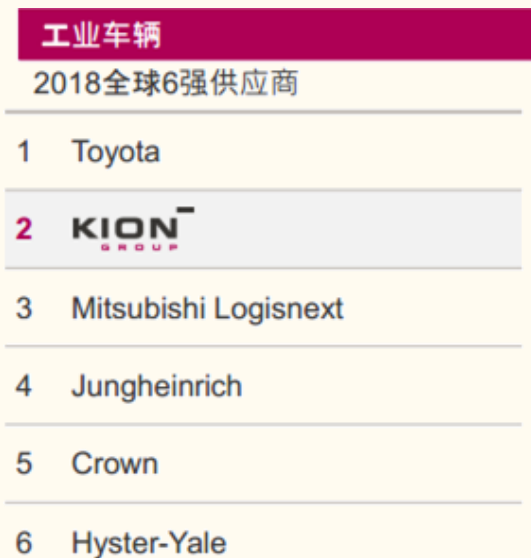 工业车辆
2018全球6强供应商
1 Toyota
2 KION GROUP
3 Mitsubishi Logisnext
4 Jungheinrich
5 Crown
6 Hyster-Yale